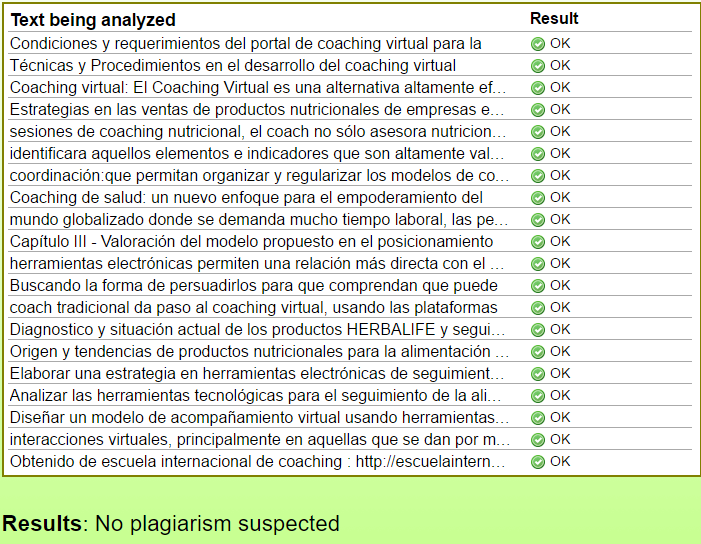 Text being analyzed Result
Condiciones y requerimientos del portal de coaching virtual para la OK
Técnicas y Procedimientos en el desarrollo del coaching virtual OK
Coaching virtual: El Coaching Virtual es una alternativa altamente ef... OK
Estrategias en las ventas de productos nutricionales de empresas e... OK
sesiones de coaching nutricional, el coach no sólo asesora nutricion... OK
identificara aquellos elementos e indicadores que son altamente val... OK
coordinación:que permitan organizar y regularizar los modelos de co... OK
Coaching de salud: un nuevo enfoque para el empoderamiento del OK
mundo globalizado donde se demanda mucho tiempo laboral, las pe... OK
Capítulo III - Valoración del modelo propuesto en el posicionamiento OK
herramientas electrónicas permiten una relación más directa con el ... OK
Buscando la forma de persuadirlos para que comprendan que puede OK
coach tradicional da paso al coaching virtual, usando las plataformas OK
Diagnostico y situación actual de los productos HERBALIFE y segui... OK
Origen y tendencias de productos nutricionales para la alimentación ... OK
Elaborar una estrategia en herramientas electrónicas de seguimient... OK
Analizar las herramientas tecnológicas para el seguimiento de la ali... OK
Diseñar un modelo de acompañamiento virtual usando herramientas... OK
interacciones virtuales, principalmente en aquellas que se dan por m... OK
Obtenido de escuela internacional de coaching : http://escuelaintern... OK
Results: No plagiarism suspected